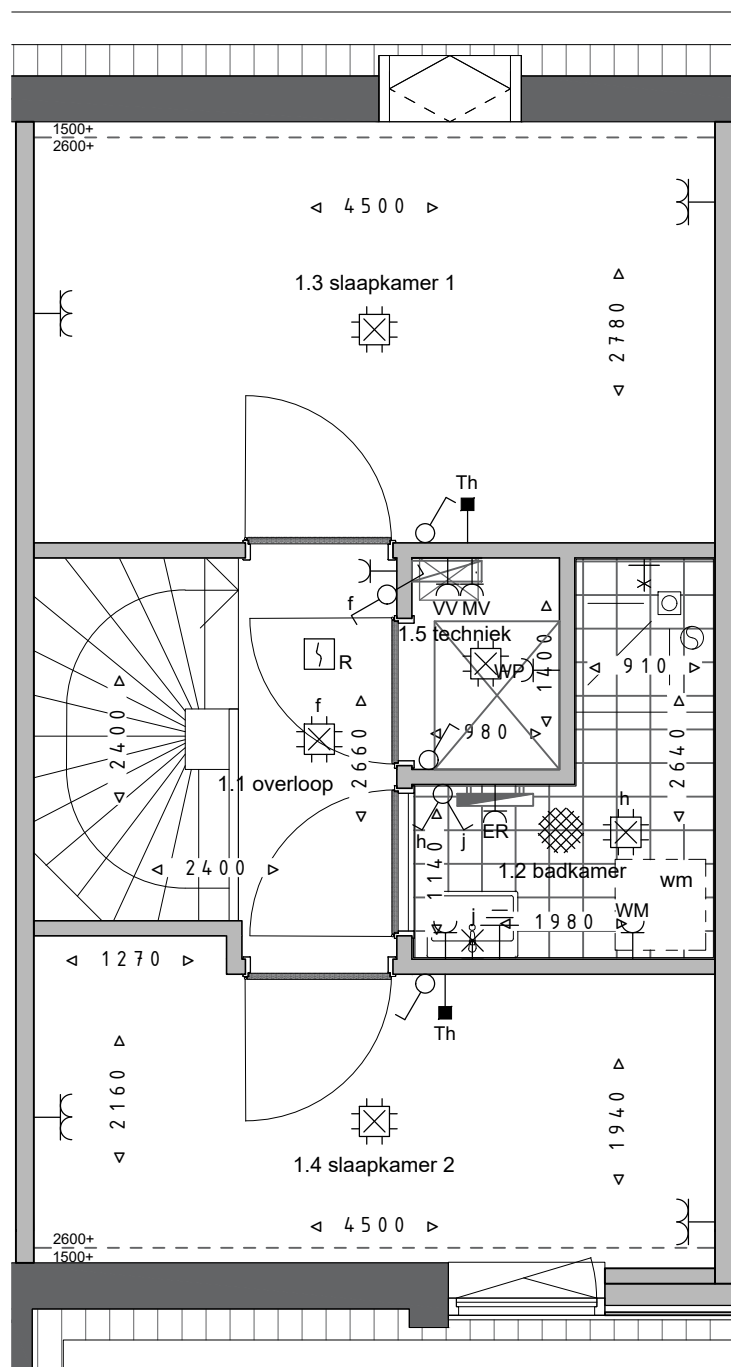 1500+
2600+
4500
1.3 slaapkamer 1
2780
Th
f
VV MV
1.5 techniek
R
WP
1400
910
f
2400
2660
980
2640
1.1 overloop
h
j
ER
h
1140
2400
1.2 badkamer
wm
WM
j
1980
1270
Th
2160
1940
1.4 slaapkamer 2
4500
2600+
1500+